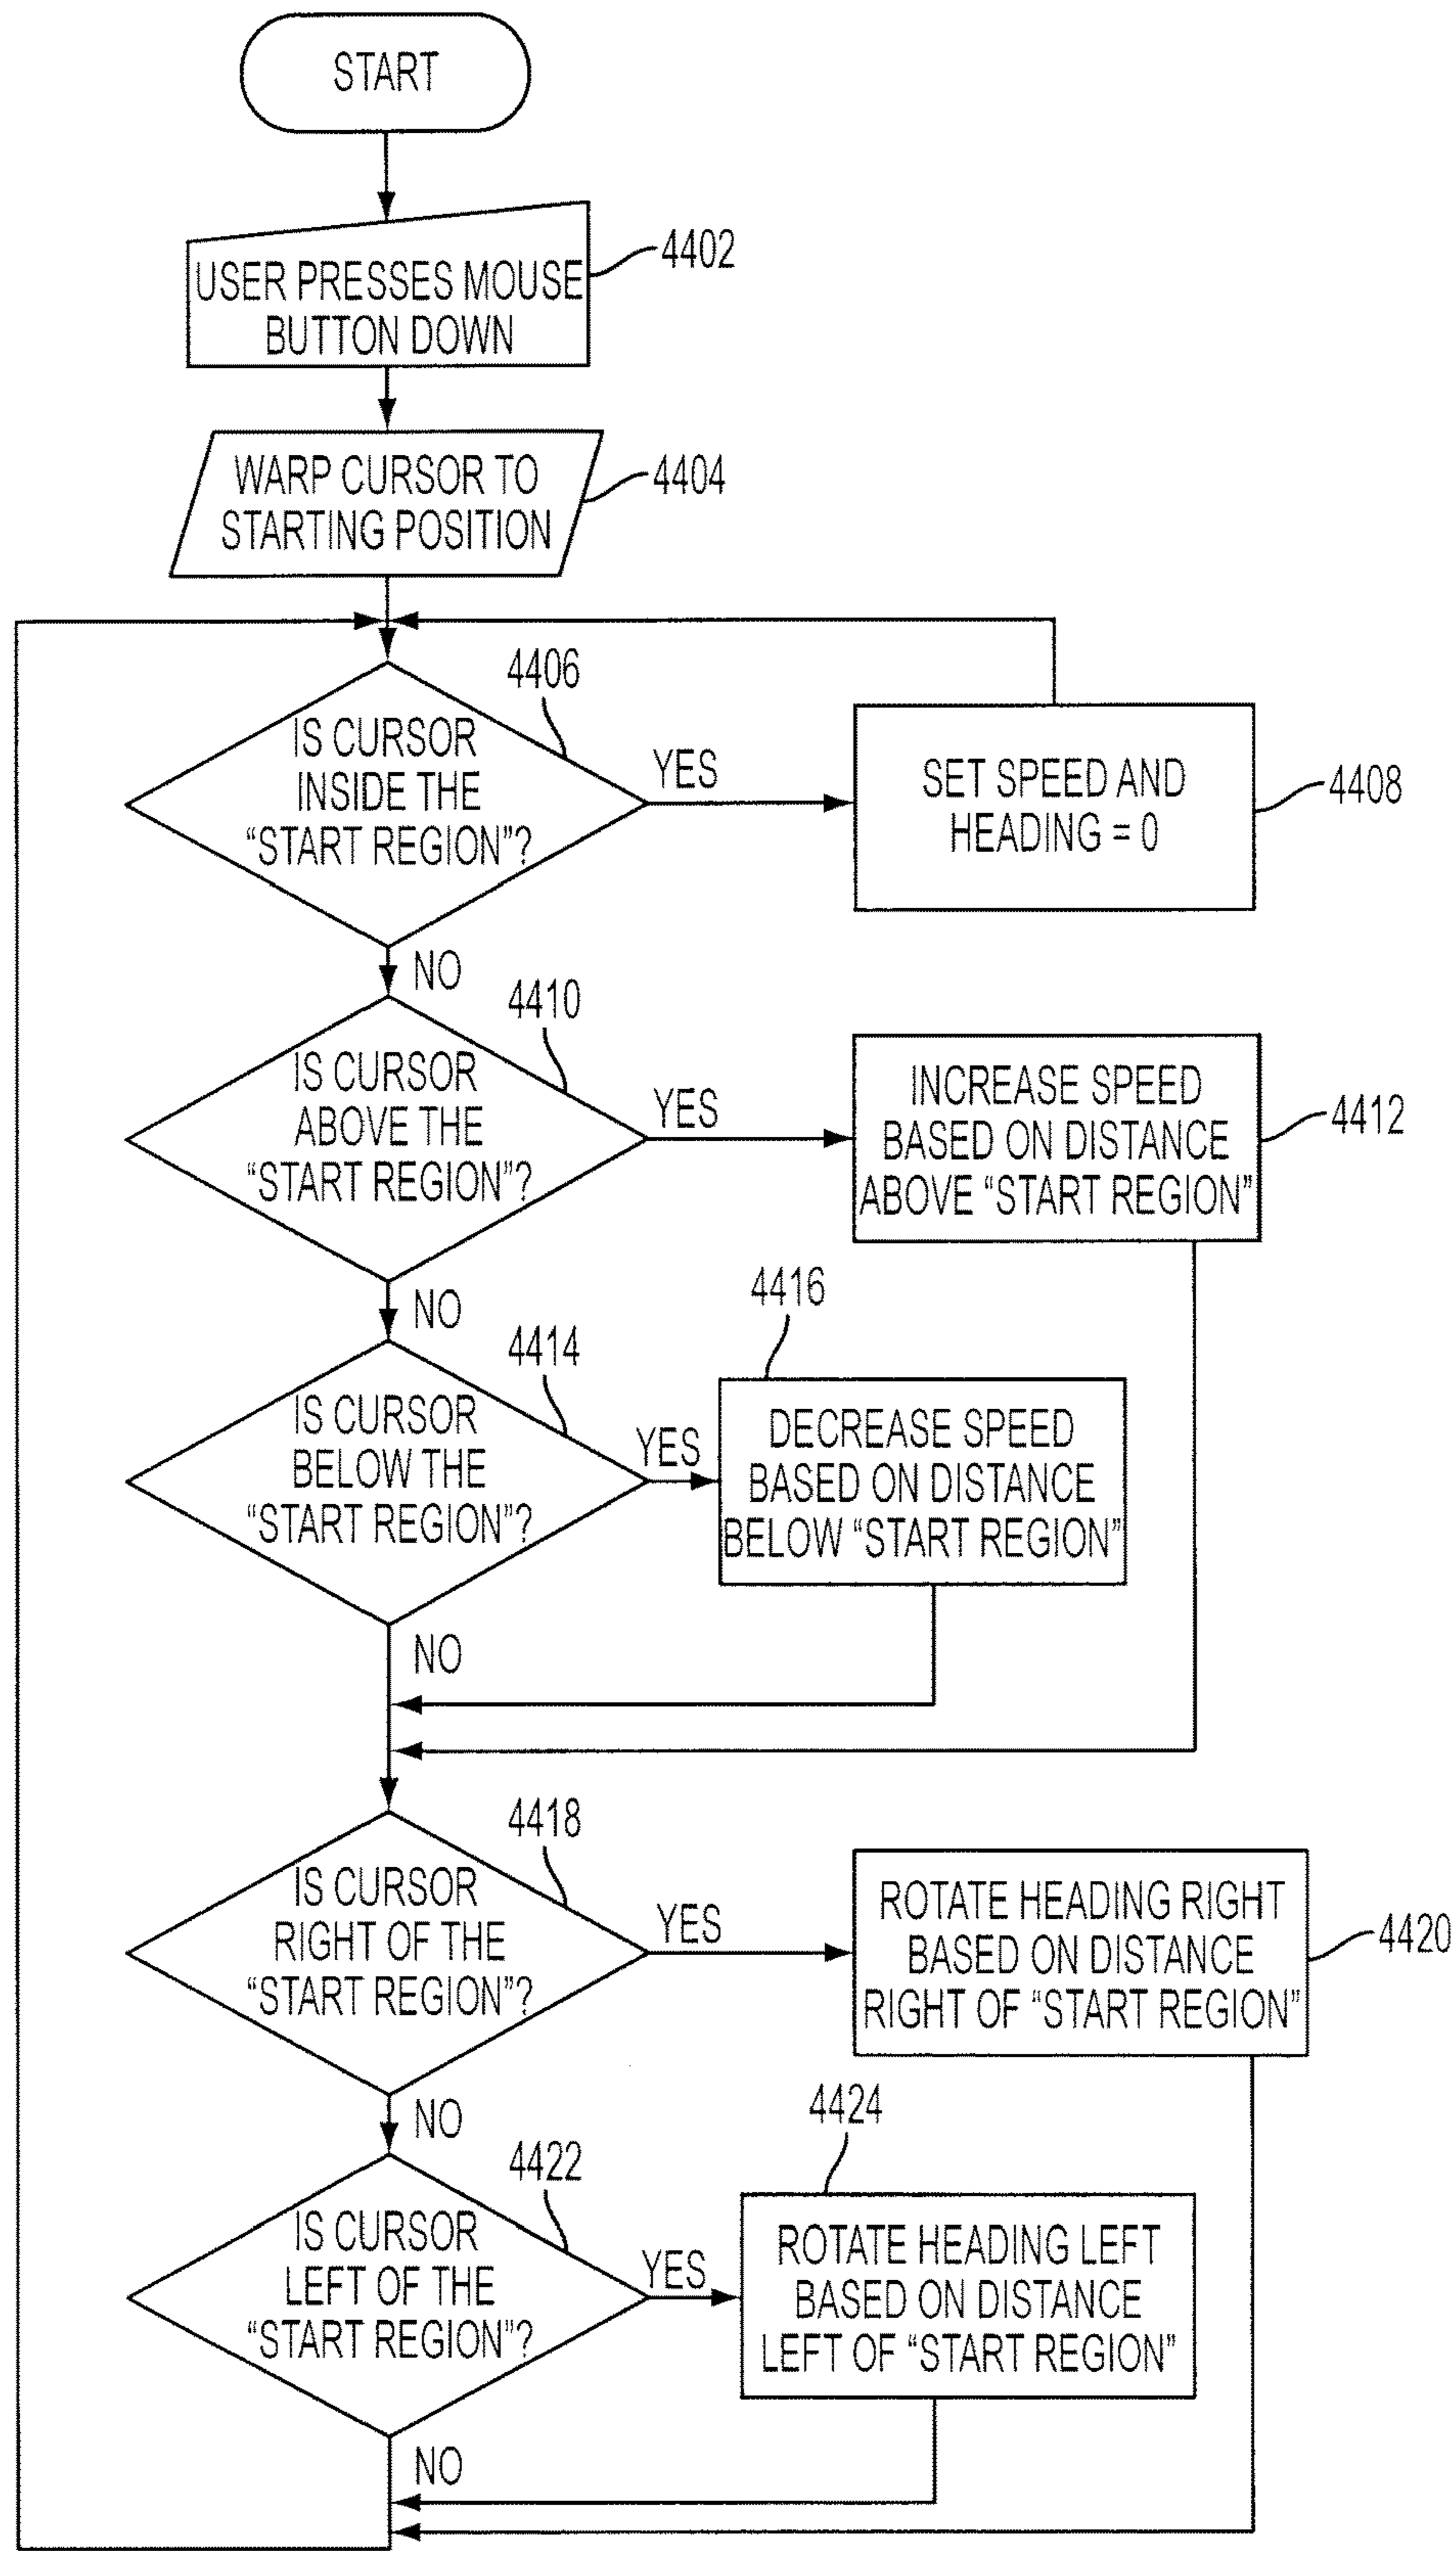 START
4402
USER PRESSES MOUSE
BUTTON DOWN
WARP CURSOR TO
STARTING POSITION
4404
4406
IS CURSOR
INSIDE THE
“START REGION”?
YES
SET SPEED AND
HEADING = 0
4408
NO
4410
IS CURSOR
ABOVE THE
“START REGION”?
YES
INCREASE SPEED
BASED ON DISTANCE
ABOVE “START REGION”
4412
NO
4414
IS CURSOR
BELOW THE
“START REGION”?
YES
4416
DECREASE SPEED
BASED ON DISTANCE
BELOW “START REGION”
NO
4418
IS CURSOR
RIGHT OF THE
“START REGION”?
YES
ROTATE HEADING RIGHT
BASED ON DISTANCE
RIGHT OF “START REGION”
4420
NO
4422
IS CURSOR
LEFT OF THE
“START REGION”?
YES
4424
ROTATE HEADING LEFT
BASED ON DISTANCE
LEFT OF “START REGION”
NO